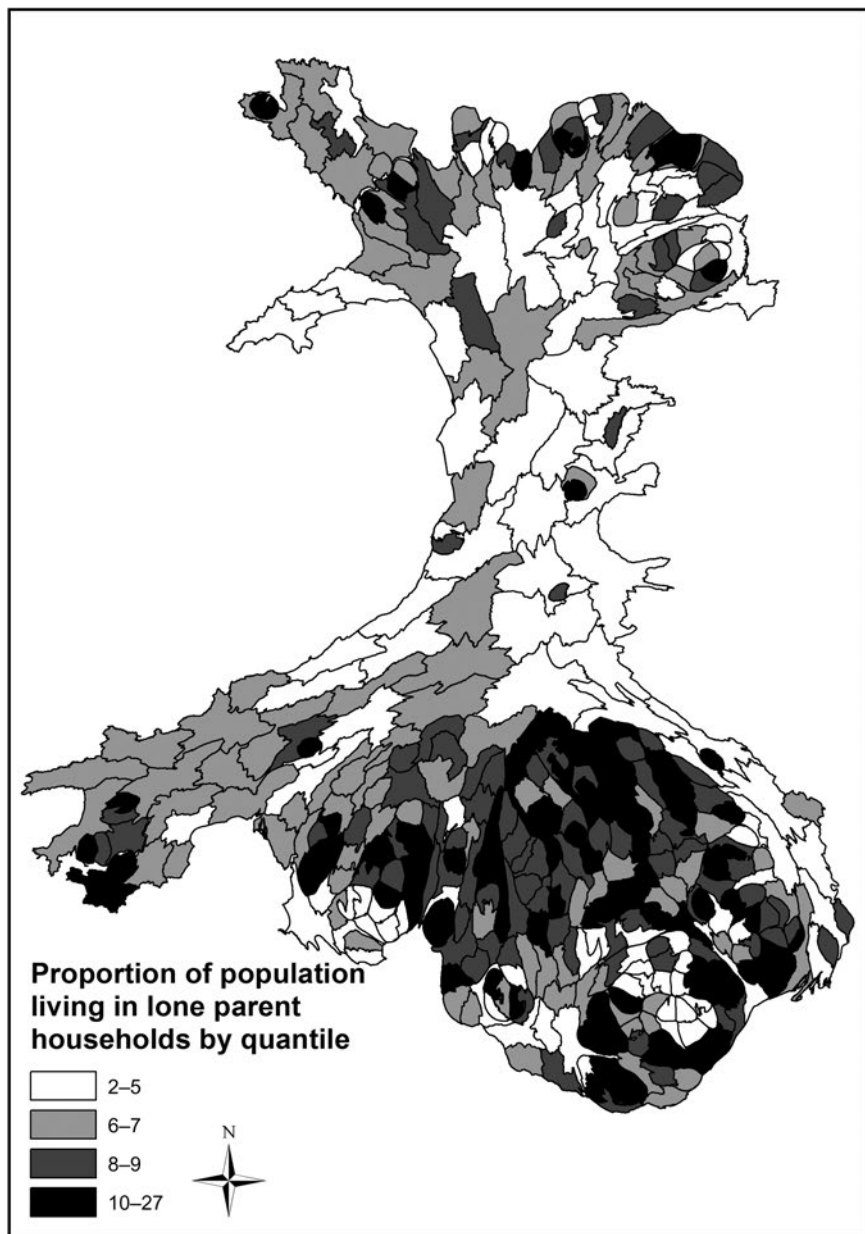 Proportion of population
living in lone parent
households by quantile
2–5
6–7
8–9
10–27
N